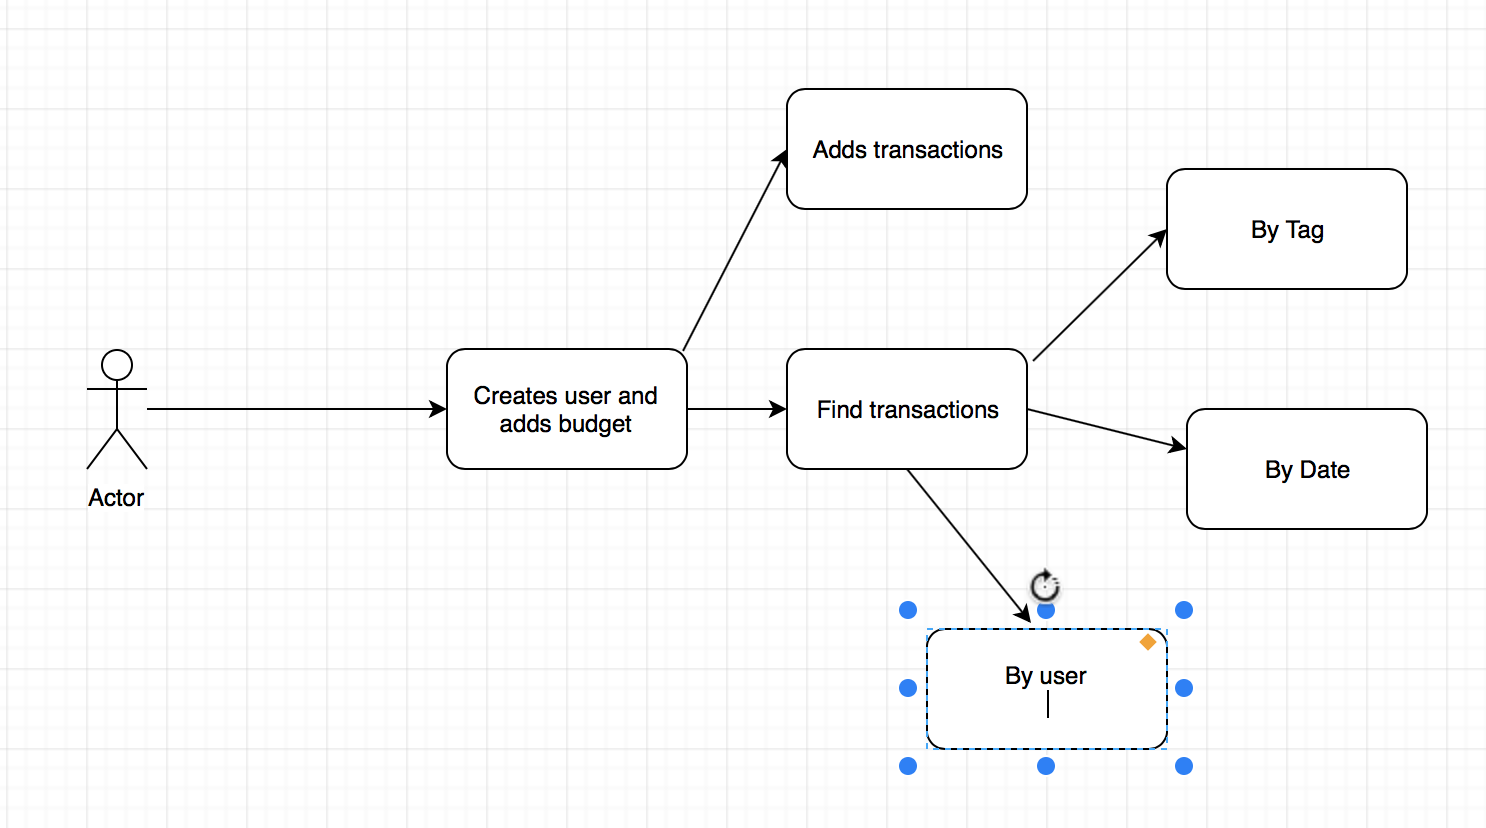 Adds transactions
By Tag
Creates user and
adds budget
Find transactions
By Date
Actor
By user